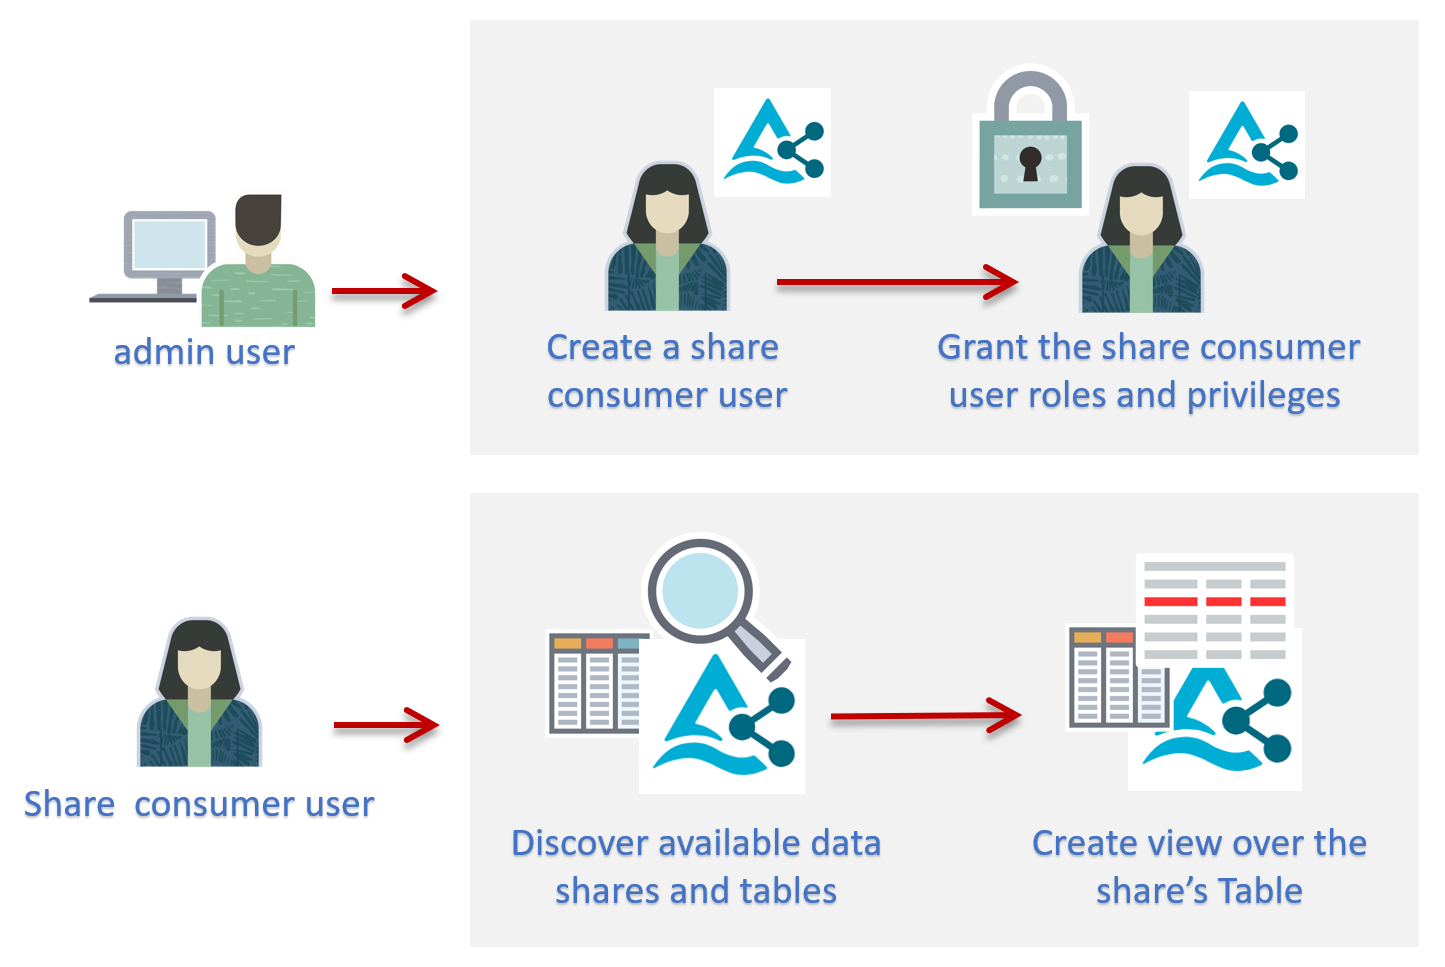 admin user
Create a share
consumer user
Grant the share consumer
user roles and privileges
Share  consumer user
Discover available data
shares and tables
Create view over the
share’s Table